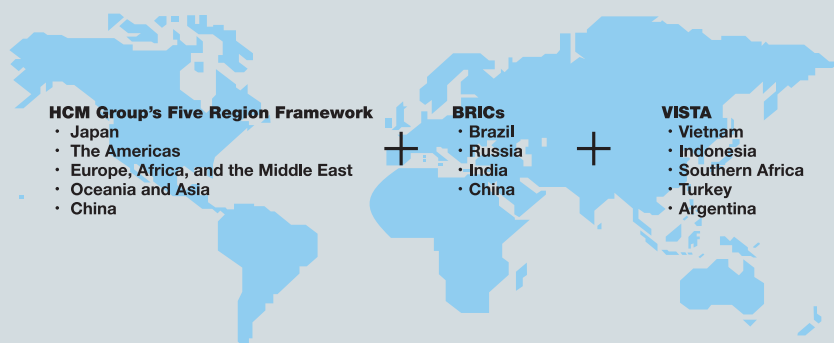 HCM Group's Five Region Framework
・ Japan
・ The Americas
・ Europe, Africa, and the Middle East
・ Oceania and Asia
・ China
+
BRICs
・Brazil
・Russia
・India
・China
+
VISTA
・Vietnam
・Indonesia
・Southern Africa
・Turkey
・Argentina